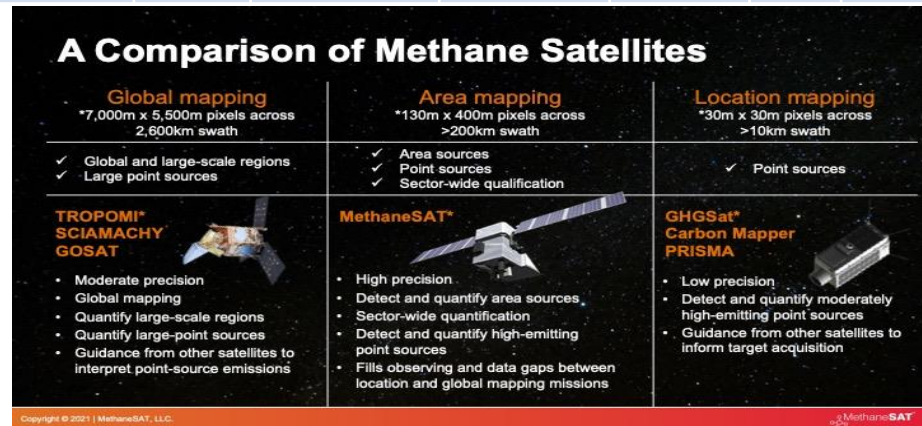 A Comparison of Methane Satellites
Global mapping
*7,000m x 5,500m pixels across
2,600km swath
✓ Global and large-scale regions
✓ Large point sources
TROPOMI*
SCIAMACHY
GOSAT
• Moderate precision
• Global mapping
• Quantify large-scale regions
• Quantify large-point sources
• Guidance from other satellites to
interpret point-source emissions
Area mapping
*130m x 400m pixels across
>200km swath
✓ Area sources
✓ Point sources
✓ Sector-wide qualification
MethaneSAT*
• High precision
• Detect and quantify area sources
• Sector-wide quantification
• Detect and quantify high-emitting
point sources
• Fills observing and data gaps between
location and global mapping missions
Location mapping
*30m x 30m pixels across
>10km swath
✓ Point sources
GHGSat*
Carbon Mapper
PRISMA
• Low precision
• Detect and quantify moderately
high-emitting point sources
• Guidance from other satellites to
inform target acquisition
Copyright © 2021 | MethaneSAT, LLC.
MethaneSAT